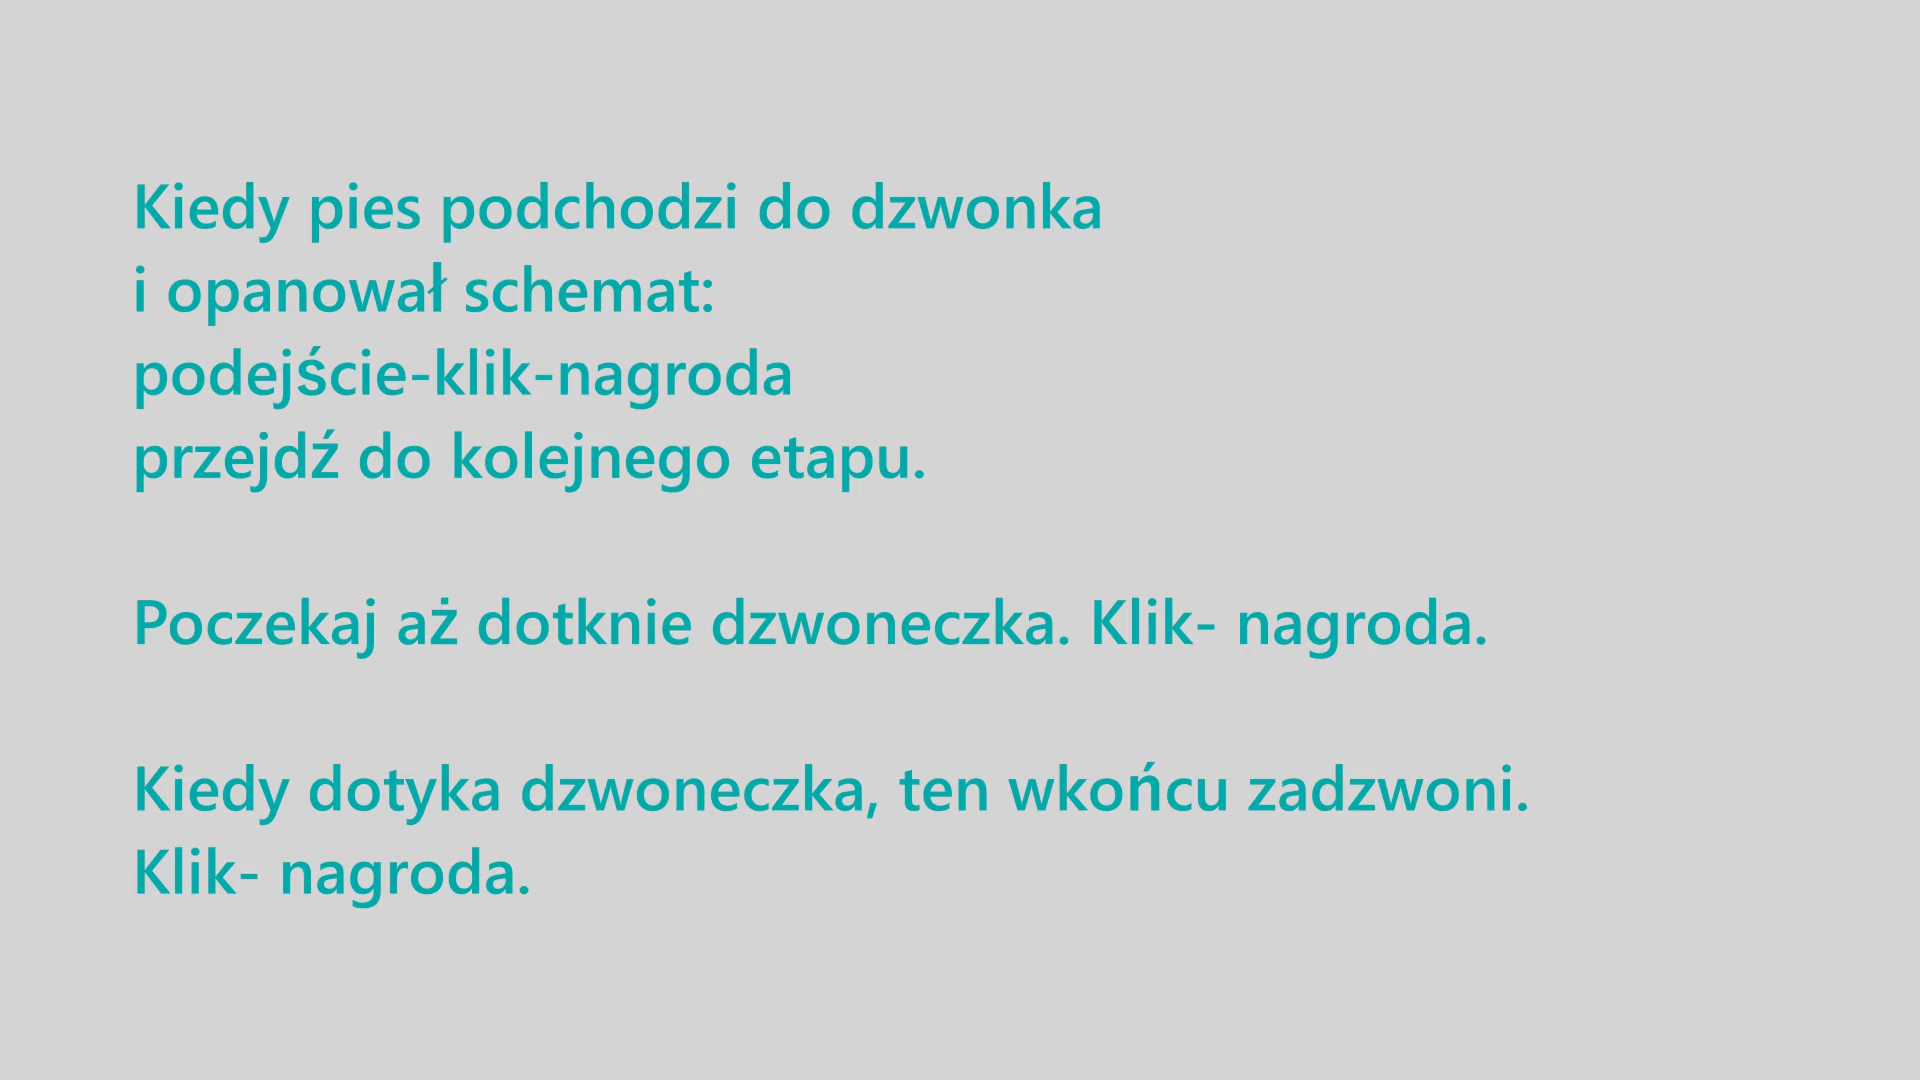 Kiedy pies podchodzi do dzwonka
i opanował schemat:
podejście-klik-nagroda
przejdź do kolejnego etapu.
Poczekaj aż dotknie dzwoneczka. Klik- nagroda.
Kiedy dotyka dzwoneczka, ten wkońcu zadzwoni.
Klik- nagroda.